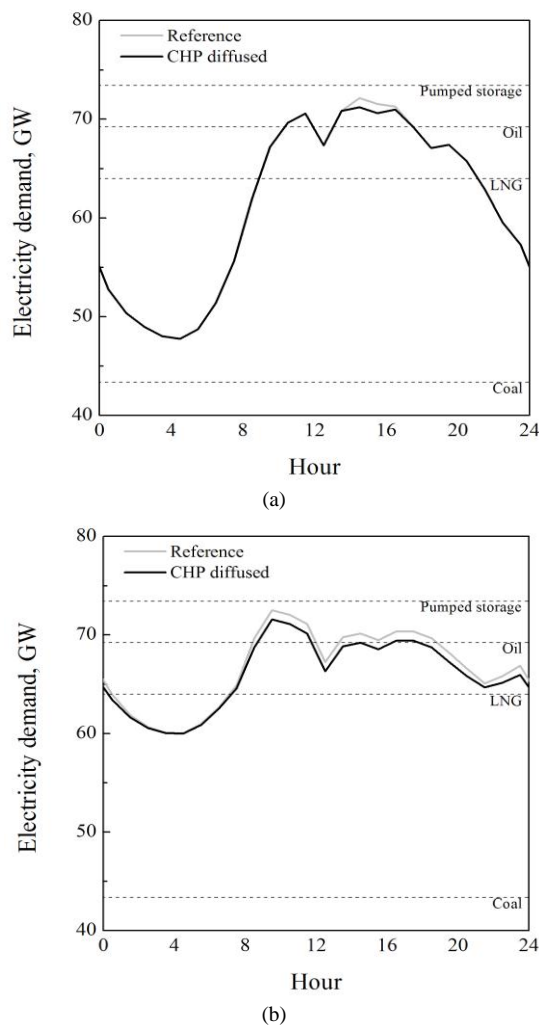 80
Reference
CHP diffused
Pumped storage
70
Oil
LNG
60
Electricity demand, GW
50
Coal
40
0 4 8 12 16 20 24
Hour
(a)
80
Reference
CHP diffused
Pumped storage
70
Oil
LNG
60
Electricity demand, GW
50
Coal
40
0 4 8 12 16 20 24
Hour
(b)